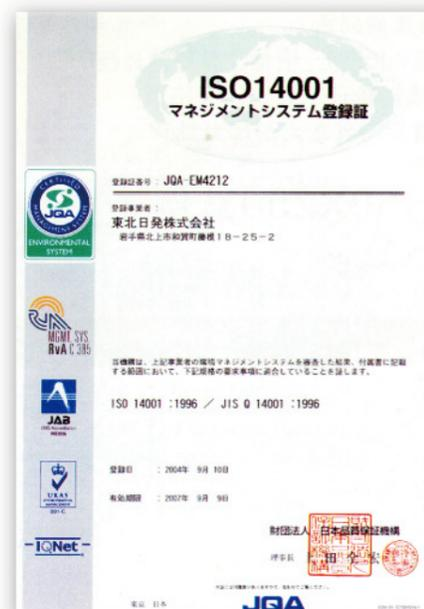 ISO14001
マネジメントシステム登録証
登録証番号 : JQA-EM4212
登録事業者 :
東北日発株式会社
岩手県北上市和賀町藤根18-25-2
CERTIFIED
MANAGEMENT SYSTEM
JQA
ENVIRONMENTAL
SYSTEM
MGMT. SYS.
RvA C 385
当機構は、上記事業者の環境マネジメントシステムを審査した結果、付属書に記載
する範囲において、下記規格の要求事項に適合していることを証します。
ISO 14001 :1996 ／ JIS Q 14001 :1996
JAB
UKAS
登録日 : 2004年 9月 10日
有効期限 : 2007年 9月 9日
IQNet
財団法人 日本品質保証機構
理事長
東京 日本
JQA